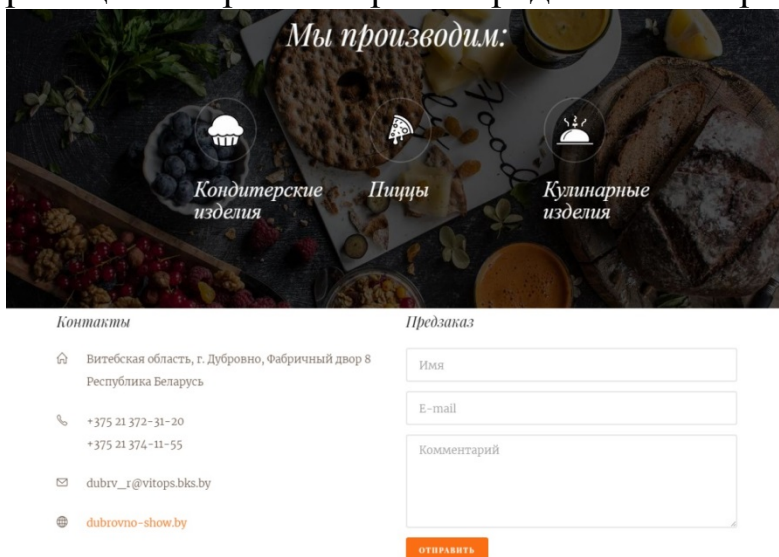 Мы производим:
Кондитерские
изделия
Пиццы
Кулинарные
изделия
Контакты
Витебская область, г. Дубровно, Фабричный двор 8
Республика Беларусь
+375 21 372-31-20
+375 21 374-11-55
dubrv_r@vitops.bks.by
dubrovno-show.by
Предзаказ
Имя
E-mail
Комментарий
ОТПРАВИТЬ